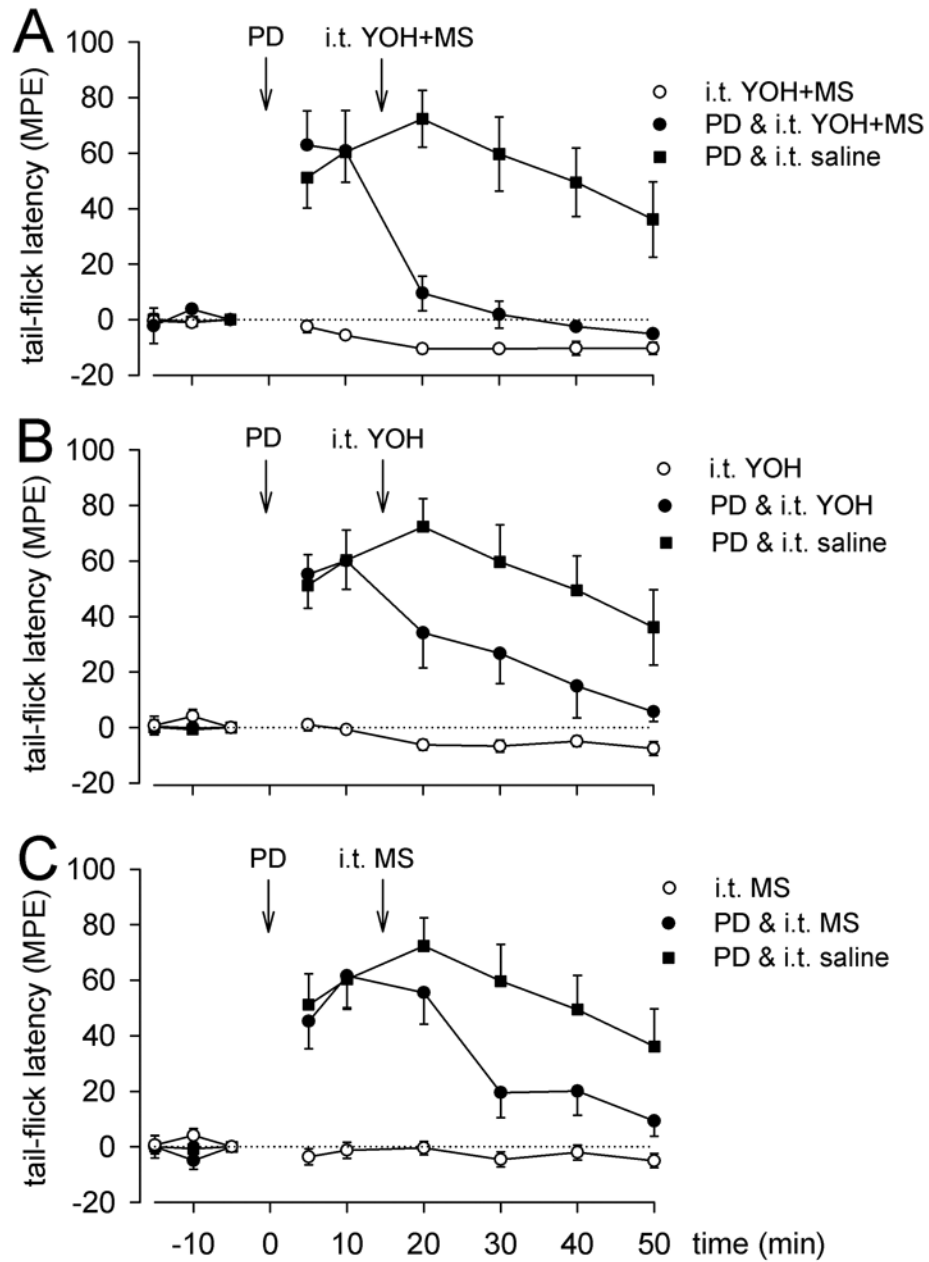 A
PD
i.t. YOH+MS
tail-flick latency (MPE)
100
80
60
40
20
0
-20
i.t. YOH+MS
PD & i.t. YOH+MS
PD & i.t. saline
B
PD
i.t. YOH
tail-flick latency (MPE)
100
80
60
40
20
0
-20
i.t. YOH
PD & i.t. YOH
PD & i.t. saline
C
PD
i.t. MS
tail-flick latency (MPE)
100
80
60
40
20
0
-20
i.t. MS
PD & i.t. MS
PD & i.t. saline
-10 0 10 20 30 40 50 time (min)